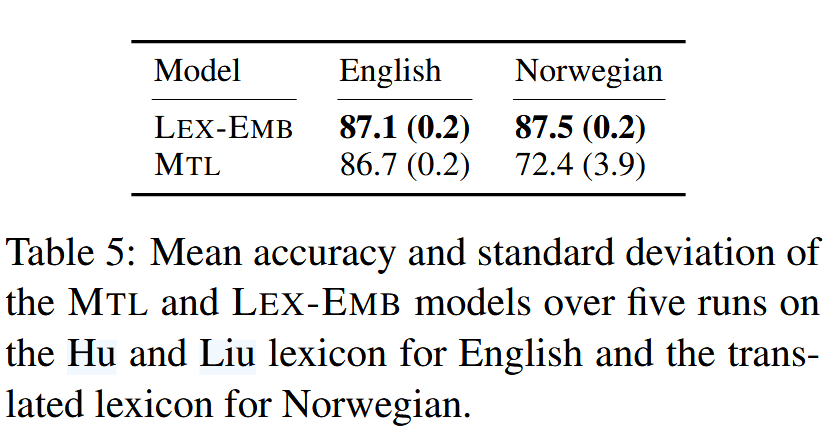 Model English Norwegian
LEX-EMB 87.1 (0.2) 87.5 (0.2)
MTL 86.7 (0.2) 72.4 (3.9)
Table 5: Mean accuracy and standard deviation of
the MTL and LEX-EMB models over five runs on
the Hu and Liu lexicon for English and the trans-
lated lexicon for Norwegian.